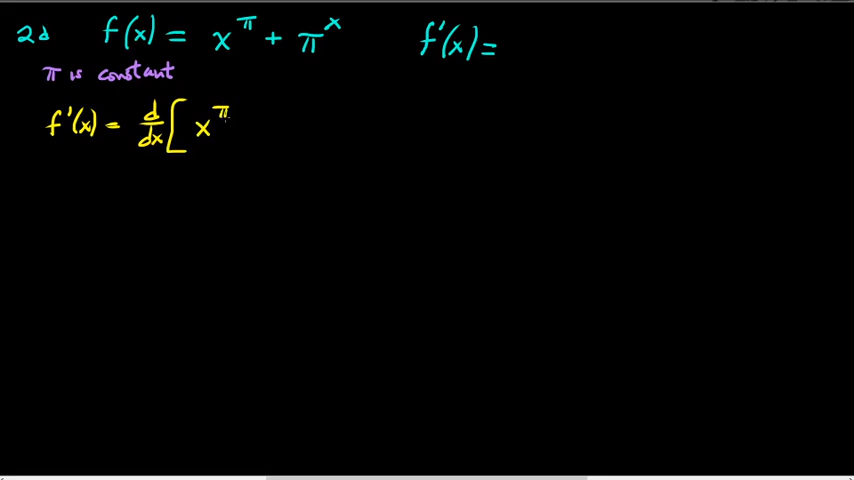 2d f(x) = x^π + π^x f'(x) =
π is constant
f'(x) = d/dx [ x^π